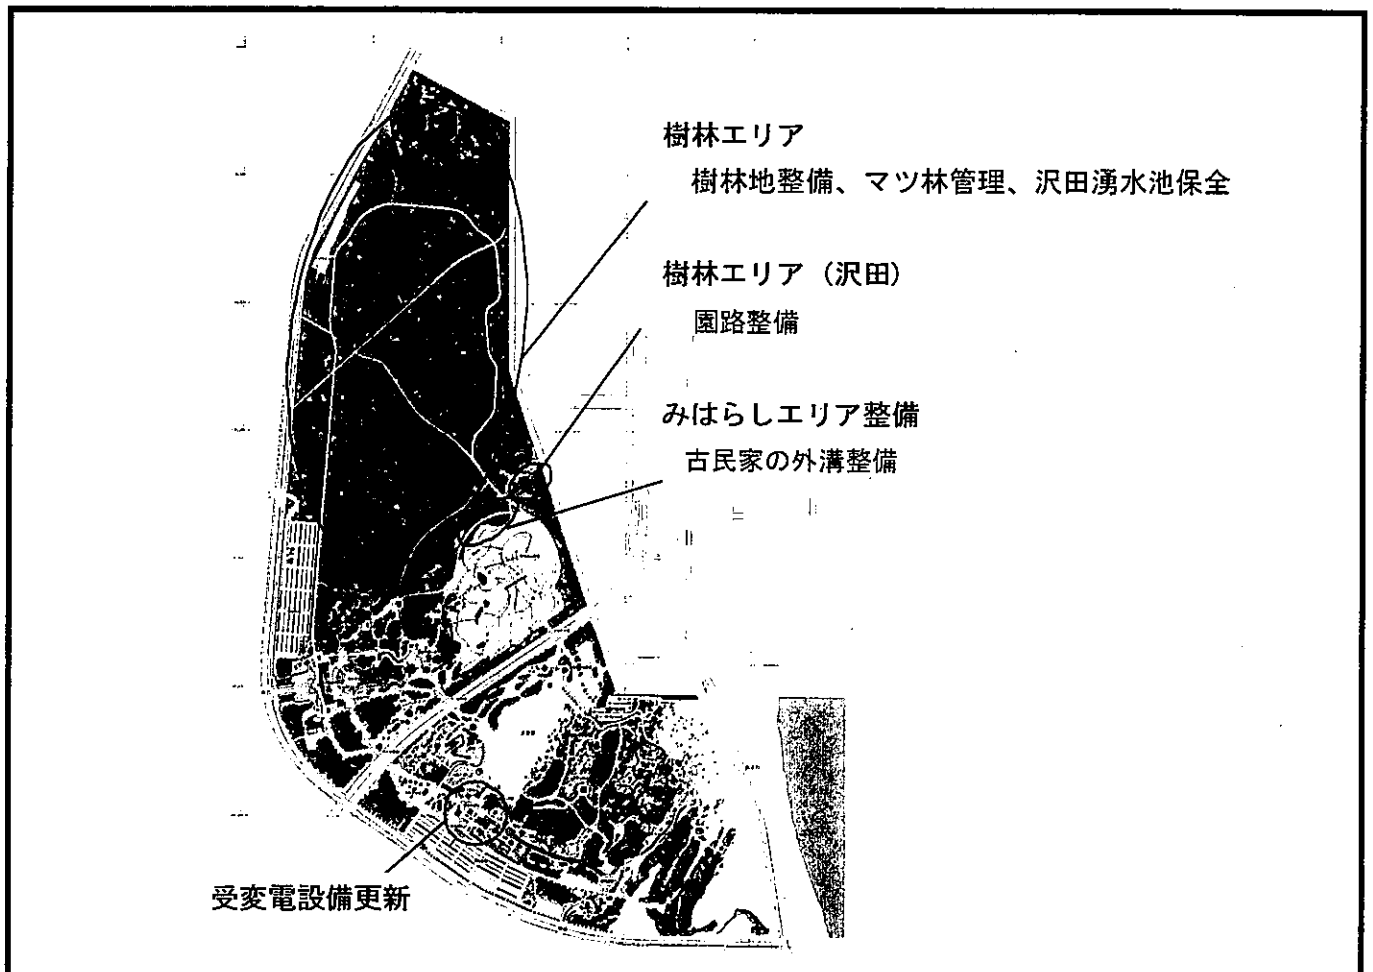 樹林エリア
樹林地整備、マツ林管理、沢田湧水池保全
樹林エリア（沢田）
園路整備
みはらしエリア整備
古民家の外溝整備
受変電設備更新